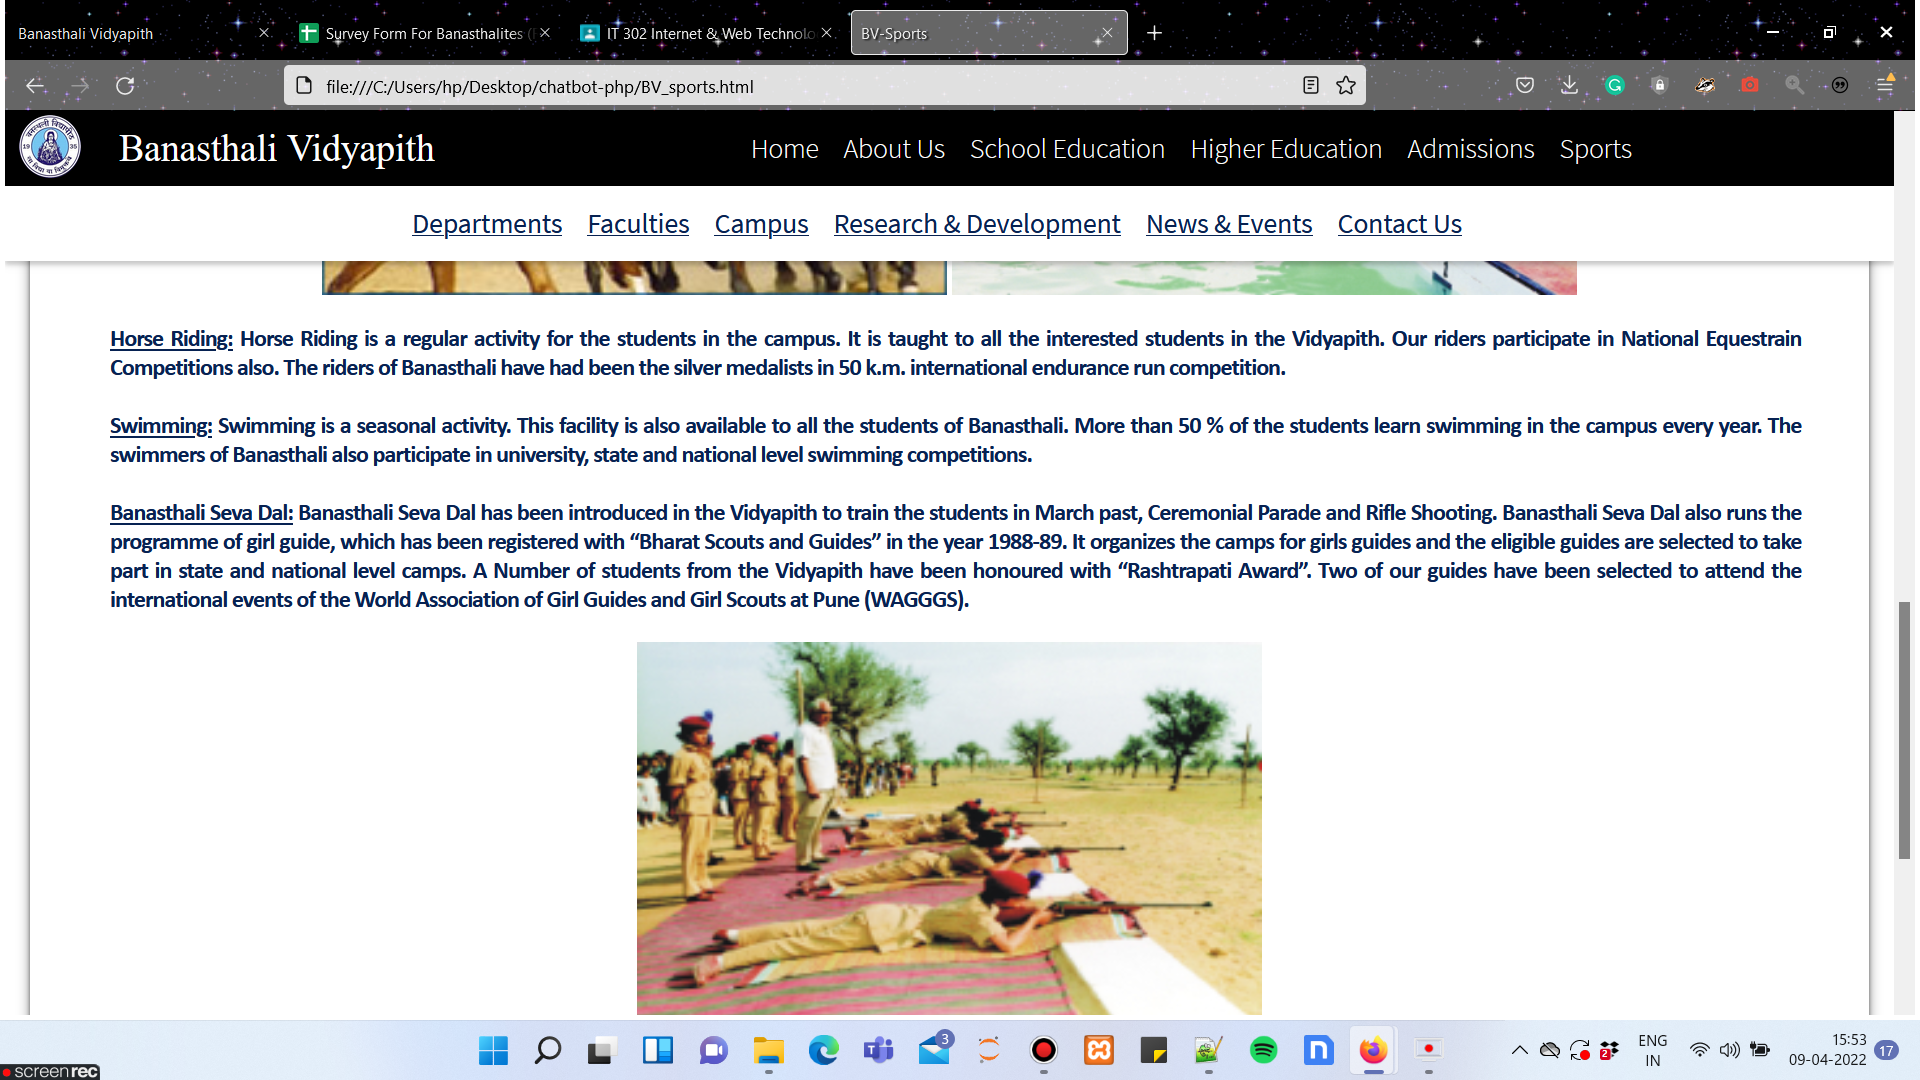 Banasthali Vidyapith
Survey Form For Banasthalites (
IT 302 Internet & Web Technolo
BV-Sports
file:///C:/Users/hp/Desktop/chatbot-php/BV_sports.html
Banasthali Vidyapith
Home About Us School Education Higher Education Admissions Sports
Departments Faculties Campus Research & Development News & Events Contact Us
Horse Riding: Horse Riding is a regular activity for the students in the campus. It is taught to all the interested students in the Vidyapith. Our riders participate in National Equestrain
Competitions also. The riders of Banasthali have had been the silver medalists in 50 k.m. international endurance run competition.
Swimming: Swimming is a seasonal activity. This facility is also available to all the students of Banasthali. More than 50 % of the students learn swimming in the campus every year. The
swimmers of Banasthali also participate in university, state and national level swimming competitions.
Banasthali Seva Dal: Banasthali Seva Dal has been introduced in the Vidyapith to train the students in March past, Ceremonial Parade and Rifle Shooting. Banasthali Seva Dal also runs the
programme of girl guide, which has been registered with “Bharat Scouts and Guides” in the year 1988-89. It organizes the camps for girls guides and the eligible guides are selected to take
part in state and national level camps. A Number of students from the Vidyapith have been honoured with “Rashtrapati Award”. Two of our guides have been selected to attend the
international events of the World Association of Girl Guides and Girl Scouts at Pune (WAGGGS).
3
2
ENG
IN
15:53
09-04-2022
17
screenrec